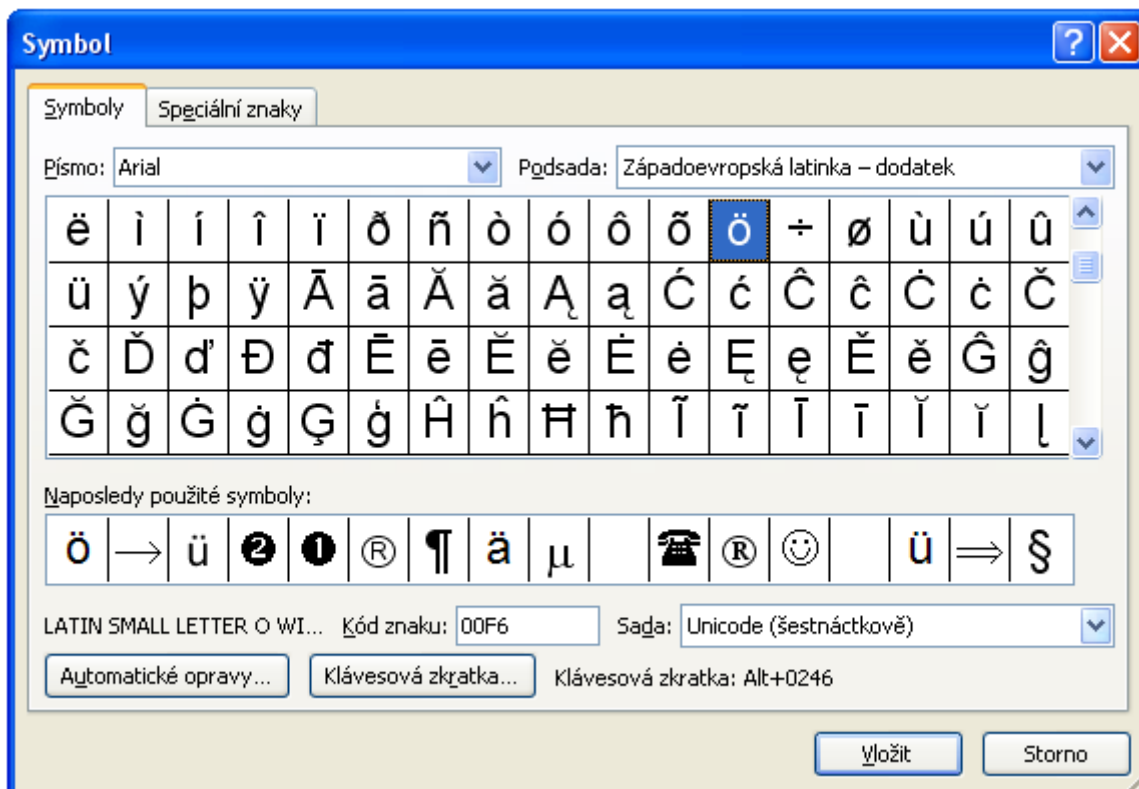 Symbol
Symboly Speciální znaky
Písmo: Arial Podsada: Západoevropská latinka – dodatek
ë ì í î ï ð ñ ò ó ô õ ö ÷ ø ù ú û
ü ý þ ÿ Ā ā Ă ă Ą ą Ć ć Ĉ ĉ Ċ ċ Č
č Ď ď Đ đ Ē ē Ĕ ĕ Ė ė Ę ę Ě ě Ĝ ĝ
Ğ ğ Ġ ġ Ģ ģ Ĥ ĥ Ħ ħ Ĩ ĩ Ī ī Ĭ ĭ Į
Naposledy použité symboly:
ö → ü ❷ ❶ ® ¶ ä µ ☎ ® ☺ ü ⇒ §
LATIN SMALL LETTER O WI... Kód znaku: 00F6 Sada: Unicode (šestnáctkově)
Automatické opravy... Klávesová zkratka... Klávesová zkratka: Alt+0246
Vložit Storno